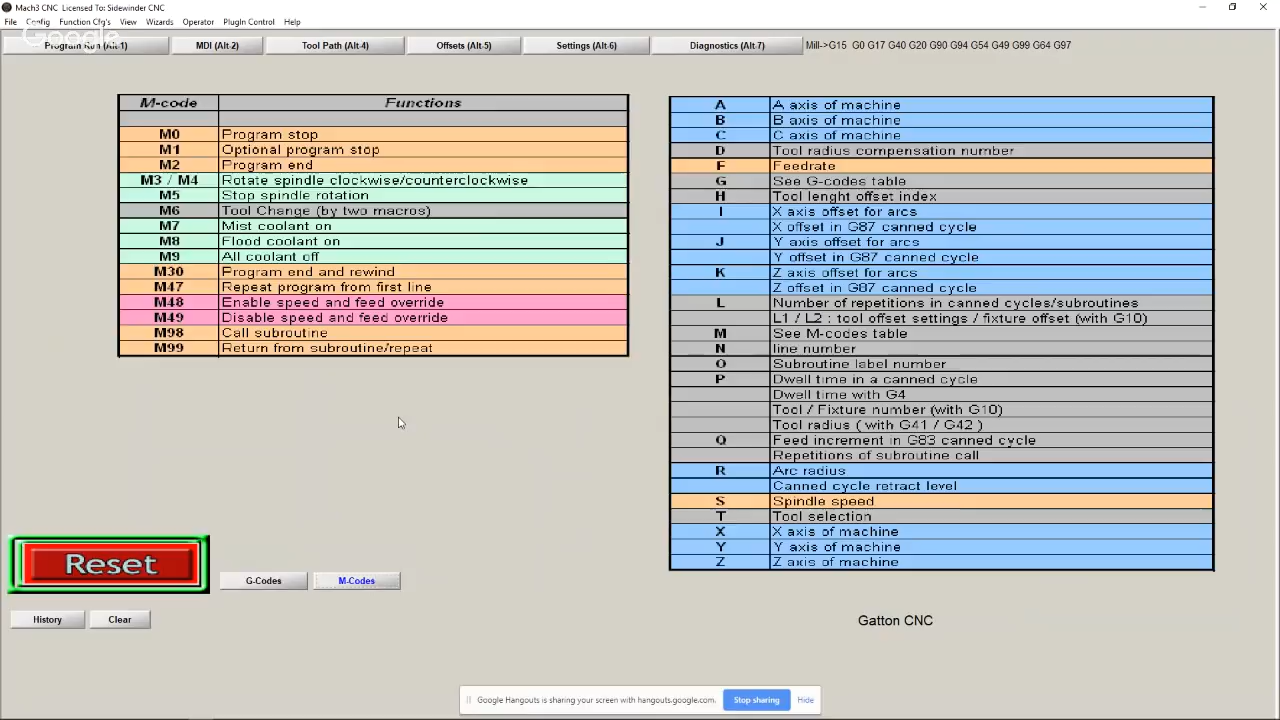 Mach3 CNC Licensed To: Sidewinder CNC
File Config Function Cfg's View Wizards Operator PlugIn Control Help
Google
Program Run (Alt-1) MDI (Alt-2) Tool Path (Alt-4) Offsets (Alt-5) Settings (Alt-6) Diagnostics (Alt-7) Mill->G15 G0 G17 G40 G20 G90 G94 G54 G49 G99 G64 G97
M-code Functions
M0 Program stop
M1 Optional program stop
M2 Program end
M3 / M4 Rotate spindle clockwise/counterclockwise
M5 Stop spindle rotation
M6 Tool Change (by two macros)
M7 Mist coolant on
M8 Flood coolant on
M9 All coolant off
M30 Program end and rewind
M47 Repeat program from first line
M48 Enable speed and feed override
M49 Disable speed and feed override
M98 Call subroutine
M99 Return from subroutine/repeat
A A axis of machine
B B axis of machine
C C axis of machine
D Tool radius compensation number
F Feedrate
G See G-codes table
H Tool lenght offset index
I X axis offset for arcs
X offset in G87 canned cycle
J Y axis offset for arcs
Y offset in G87 canned cycle
K Z axis offset for arcs
Z offset in G87 canned cycle
L Number of repetitions in canned cycles/subroutines
L1 / L2 : tool offset settings / fixture offset (with G10)
M See M-codes table
N line number
O Subroutine label number
P Dwell time in a canned cycle
Dwell time with G4
Tool / Fixture number (with G10)
Tool radius ( with G41 / G42 )
Q Feed increment in G83 canned cycle
Repetitions of subroutine call
R Arc radius
Canned cycle retract level
S Spindle speed
T Tool selection
X X axis of machine
Y Y axis of machine
Z Z axis of machine
Reset
G-Codes M-Codes
History Clear
Gatton CNC
Google Hangouts is sharing your screen with hangouts.google.com. Stop sharing Hide